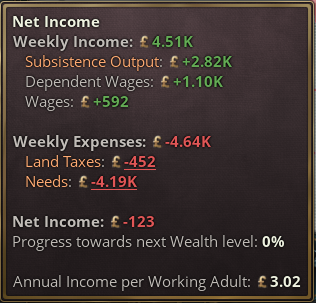 Net Income
Weekly Income: £4.51K
Subsistence Output: £+2.82K
Dependent Wages: £+1.10K
Wages: £+592
Weekly Expenses: £-4.64K
Land Taxes: £-452
Needs: £-4.19K
Net Income: £-123
Progress towards next Wealth level: 0%
Annual Income per Working Adult: £3.02